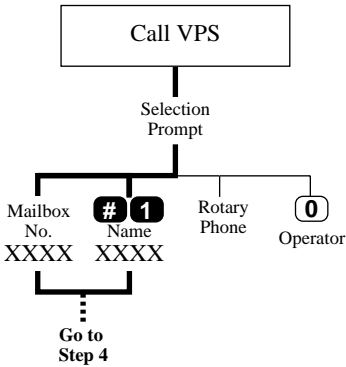 Call VPS
Selection
Prompt
Mailbox
No.
XXXX
# 1
Name
XXXX
Rotary
Phone
0
Operator
Go to
Step 4